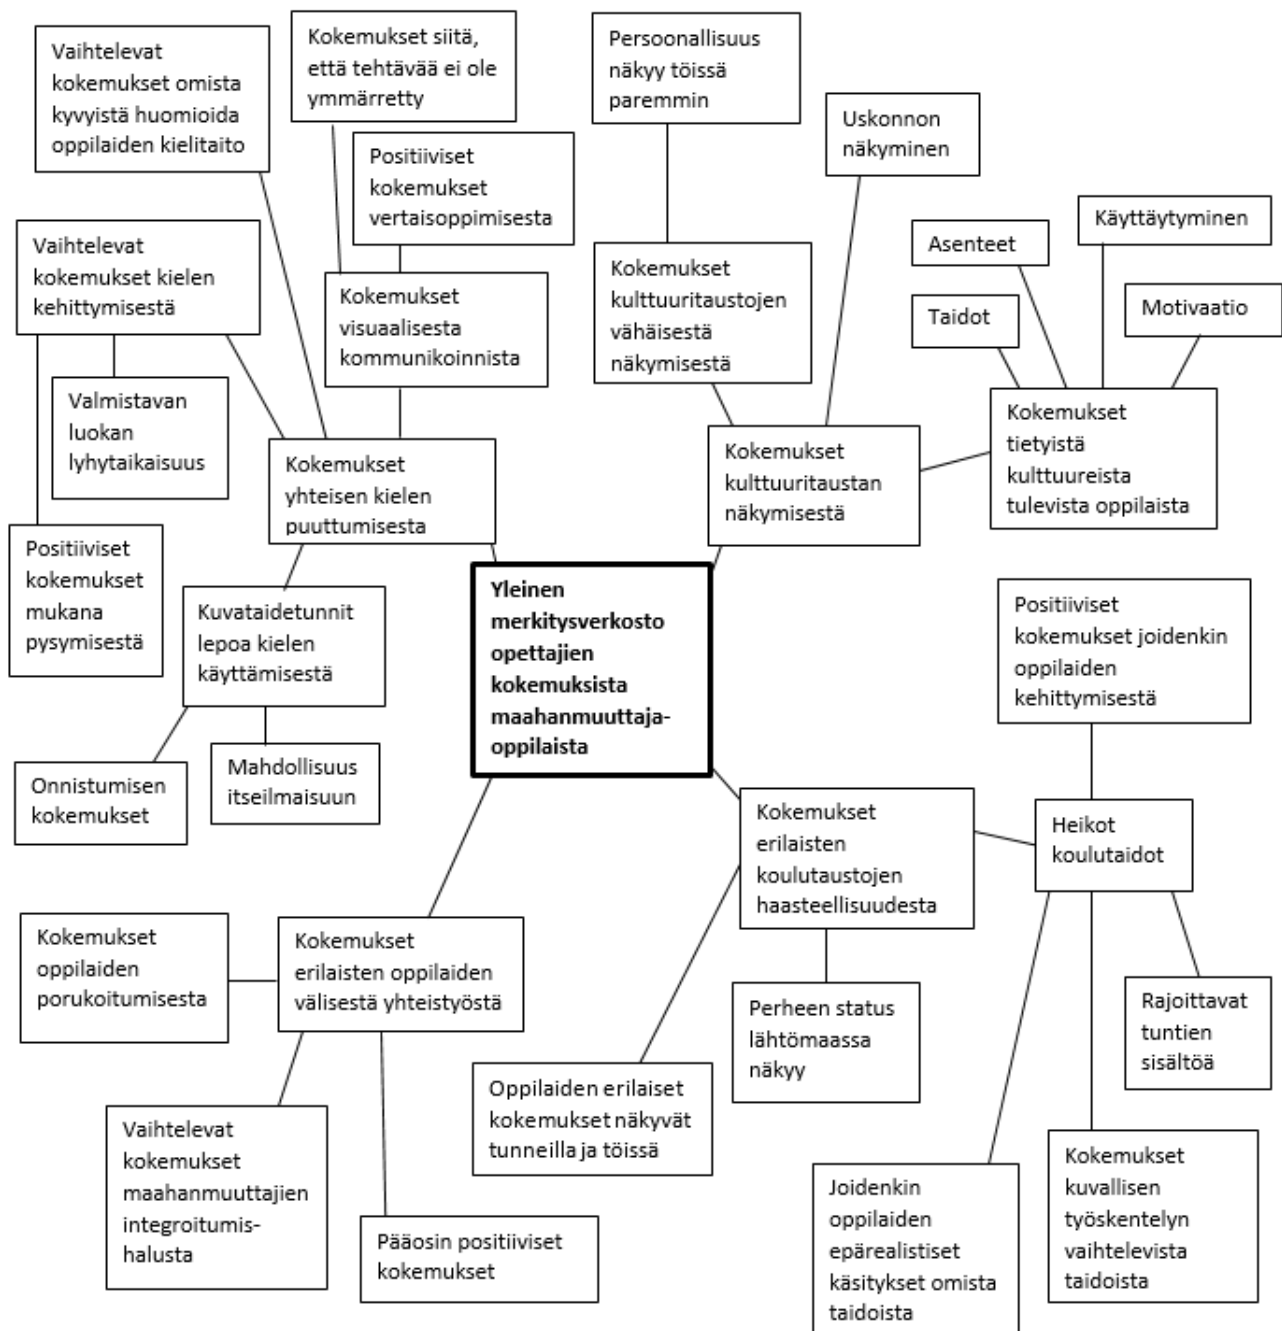 Vaihtelevat
kokemukset omista
kyvyistä huomioida
oppilaiden kielitaito
Kokemukset siitä,
että tehtävää ei ole
ymmärretty
Persoonallisuus
näkyy töissä
paremmin
Uskonnon
näkyminen
Positiiviset
kokemukset
vertaisoppimisesta
Käyttäytyminen
Asenteet
Vaihtelevat
kokemukset kielen
kehittymisestä
Kokemukset
visuaalisesta
kommunikoinnista
Kokemukset
kulttuuritaustojen
vähäisestä
näkymisestä
Taidot
Motivaatio
Valmistavan
luokan
lyhytaikaisuus
Kokemukset
yhteisen kielen
puuttumisesta
Kokemukset
kulttuuritaustan
näkymisestä
Kokemukset
tietyistä
kulttuureista
tulevista oppilaista
Positiiviset
kokemukset
mukana
pysymisestä
Kuvataidetunnit
lepoa kielen
käyttämisestä
Yleinen
merkitysverkosto
opettajien
kokemuksista
maahanmuuttaja-
oppilaista
Positiiviset
kokemukset joidenkin
oppilaiden
kehittymisestä
Onnistumisen
kokemukset
Mahdollisuus
itseilmaisuun
Kokemukset
erilaisten
koulutaustojen
haasteellisuudesta
Heikot
koulutaidot
Kokemukset
oppilaiden
porukoitumisesta
Kokemukset
erilaisten oppilaiden
välisestä yhteistyöstä
Perheen status
lähtömaassa
näkyy
Rajoittavat
tuntien
sisältöä
Oppilaiden erilaiset
kokemukset näkyvät
tunneilla ja töissä
Vaihtelevat
kokemukset
maahanmuuttajien
integroitumis-
halusta
Pääosin positiiviset
kokemukset
Joidenkin
oppilaiden
epärealistiset
käsitykset omista
taidoista
Kokemukset
kuvallisen
työskentelyn
vaihtelevista
taidoista